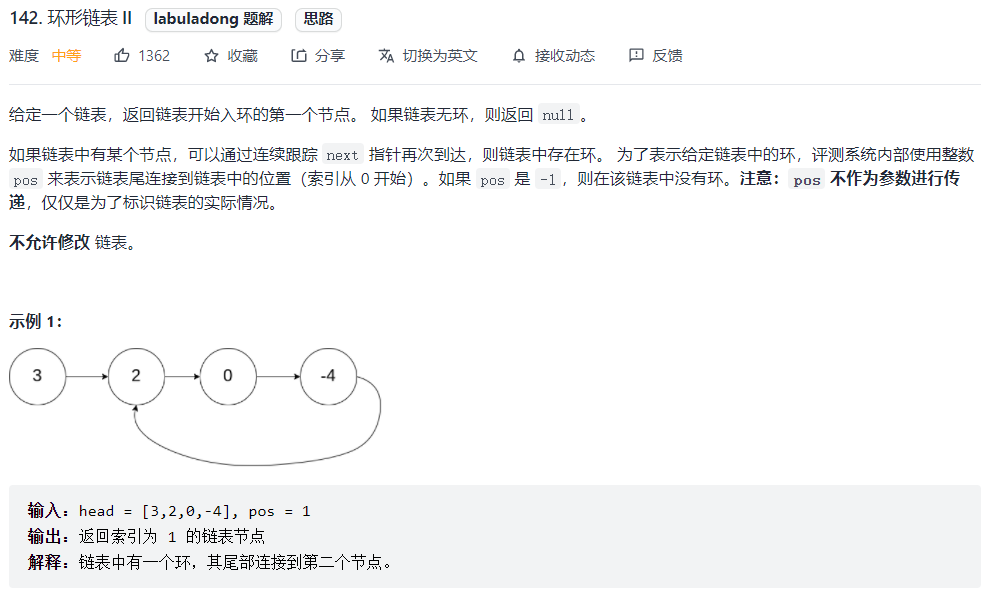 142. 环形链表 II labuladong 题解 思路
难度 中等 1362 收藏 分享 切换为英文 接收动态 反馈
给定一个链表，返回链表开始入环的第一个节点。 如果链表无环，则返回 null 。
如果链表中有某个节点，可以通过连续跟踪 next 指针再次到达，则链表中存在环。 为了表示给定链表中的环，评测系统内部使用整数
pos 来表示链表尾连接到链表中的位置（索引从 0 开始）。如果 pos 是 -1，则在该链表中没有环。注意：pos 不作为参数进行传
递，仅仅是为了标识链表的实际情况。
不允许修改 链表。
示例 1：
3 2 0 -4
输入：head = [3,2,0,-4], pos = 1
输出：返回索引为 1 的链表节点
解释：链表中有一个环，其尾部连接到第二个节点。